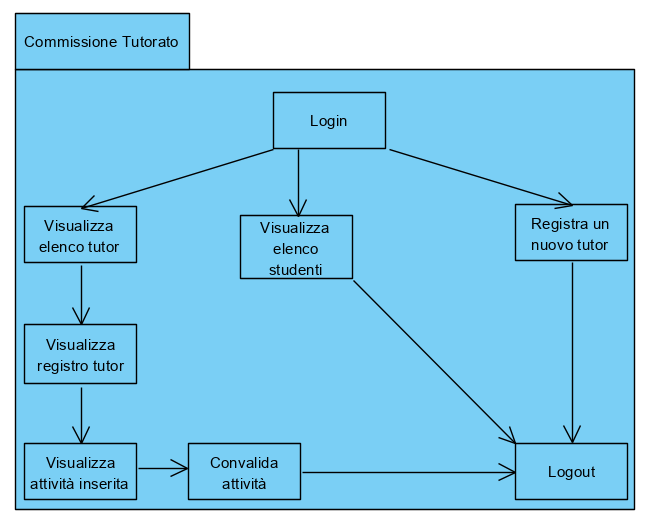 Commissione Tutorato
Login
Visualizza
elenco tutor
Visualizza
elenco
studenti
Registra un
nuovo tutor
Visualizza
registro tutor
Visualizza
attività inserita
Convalida
attività
Logout